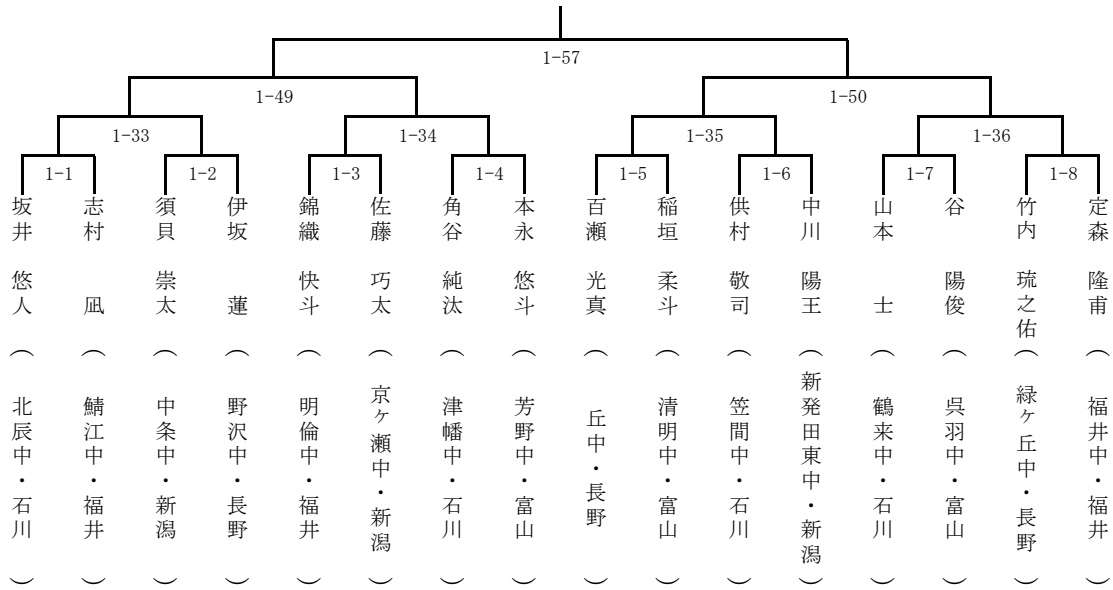 1-57
1-49
1-50
1-33
1-34
1-35
1-36
1-1
1-2
1-3
1-4
1-5
1-6
1-7
1-8
坂井 悠人 （北辰中・石川）
志村 凪 （鯖江中・福井）
須貝 崇太 （中条中・新潟）
伊坂 蓮 （野沢中・長野）
錦織 快斗 （明倫中・福井）
佐藤 巧太 （京ヶ瀬中・新潟）
角谷 純汰 （津幡中・石川）
本永 悠斗 （芳野中・富山）
百瀬 光真 （丘中・長野）
稲垣 柔斗 （清明中・富山）
供村 敬司 （笠間中・石川）
中川 陽王 （新発田東中・新潟）
山本 士 （鶴来中・石川）
谷 陽俊 （呉羽中・富山）
竹内 琉之佑 （緑ケ丘中・長野）
定森 隆甫 （福井中・福井）